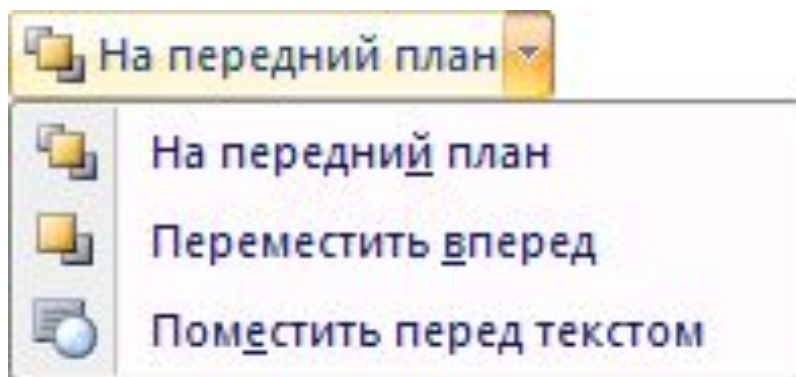 На передний план
На передний план
Переместить вперед
Поместить перед текстом